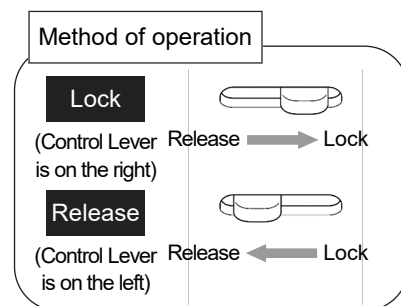 Method of operation
Lock
(Control Lever
is on the right)
Release Lock
Release
(Control Lever
is on the left)
Release Lock